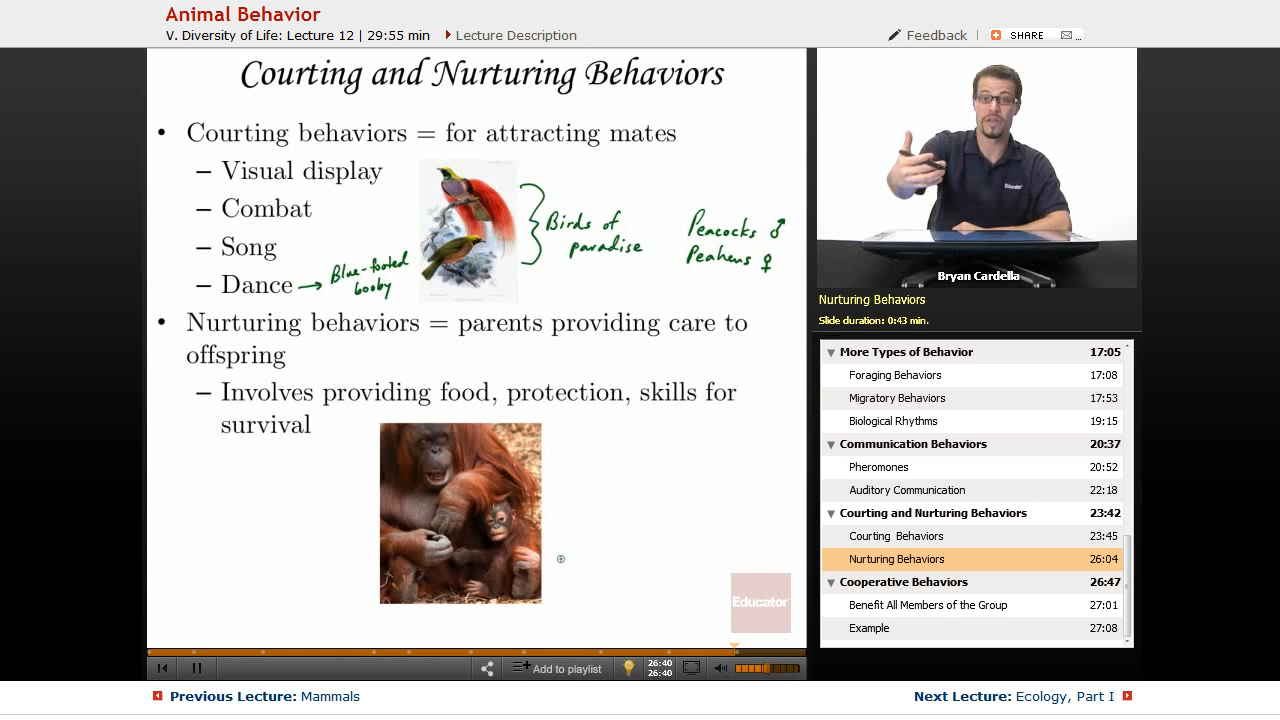 Animal Behavior
V. Diversity of Life: Lecture 12 | 29:55 min
Lecture Description
Feedback
SHARE
Courting and Nurturing Behaviors
• Courting behaviors = for attracting mates
– Visual display
– Combat
– Song
– Dance → Blue-footed
booby
Birds of
paradise
Peacocks ♂
Peahens ♀
• Nurturing behaviors = parents providing care to
offspring
– Involves providing food, protection, skills for
survival
Educator
Educator
Bryan Cardella
Nurturing Behaviors
Slide duration: 0:43 min.
More Types of Behavior 17:05
Foraging Behaviors 17:08
Migratory Behaviors 17:53
Biological Rhythms 19:15
Communication Behaviors 20:37
Pheromones 20:52
Auditory Communication 22:18
Courting and Nurturing Behaviors 23:42
Courting Behaviors 23:45
Nurturing Behaviors 26:04
Cooperative Behaviors 26:47
Benefit All Members of the Group 27:01
Example 27:08
Add to playlist
26:40
26:40
Previous Lecture: Mammals
Next Lecture: Ecology, Part I